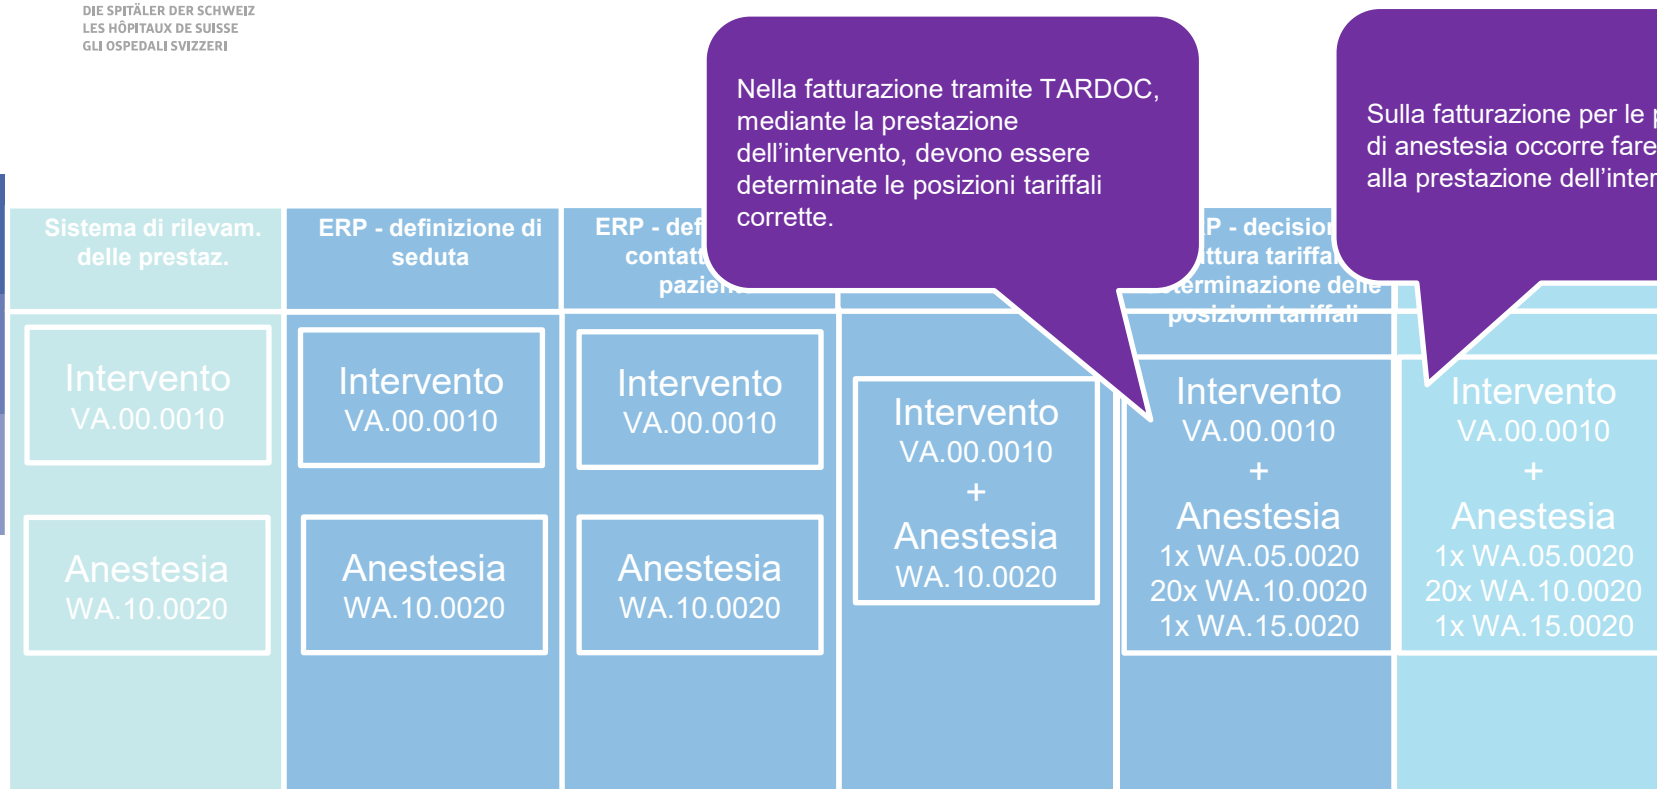 DIE SPITÄLER DER SCHWEIZ
LES HÔPITAUX DE SUISSE
GLI OSPEDALI SVIZZERI
Nella fatturazione tramite TARDOC,
mediante la prestazione
dell'intervento, devono essere
determinate le posizioni tariffali
corrette.
Sulla fatturazione per le
di anestesia occorre fare
alla prestazione
Sistema di rilevam.
delle prestaz.
ERP - definizione di
seduta
ERP -
posizioni tariffali
Intervento
VA.00.0010
Anestesia
WA.10.0020
Intervento
VA.00.0010
Anestesia
WA.10.0020
Intervento
VA.00.0010
Anestesia
WA.10.0020
Intervento
VA.00.0010
+
Anestesia
WA.10.0020
Intervento
VA.00.0010
+
Anestesia
1x WA.05.0020
20x WA.10.0020
1x WA.15.0020
Intervento
VA.00.0010
+
Anestesia
1x WA.05.0020
20x WA.10.0020
1x WA.15.0020